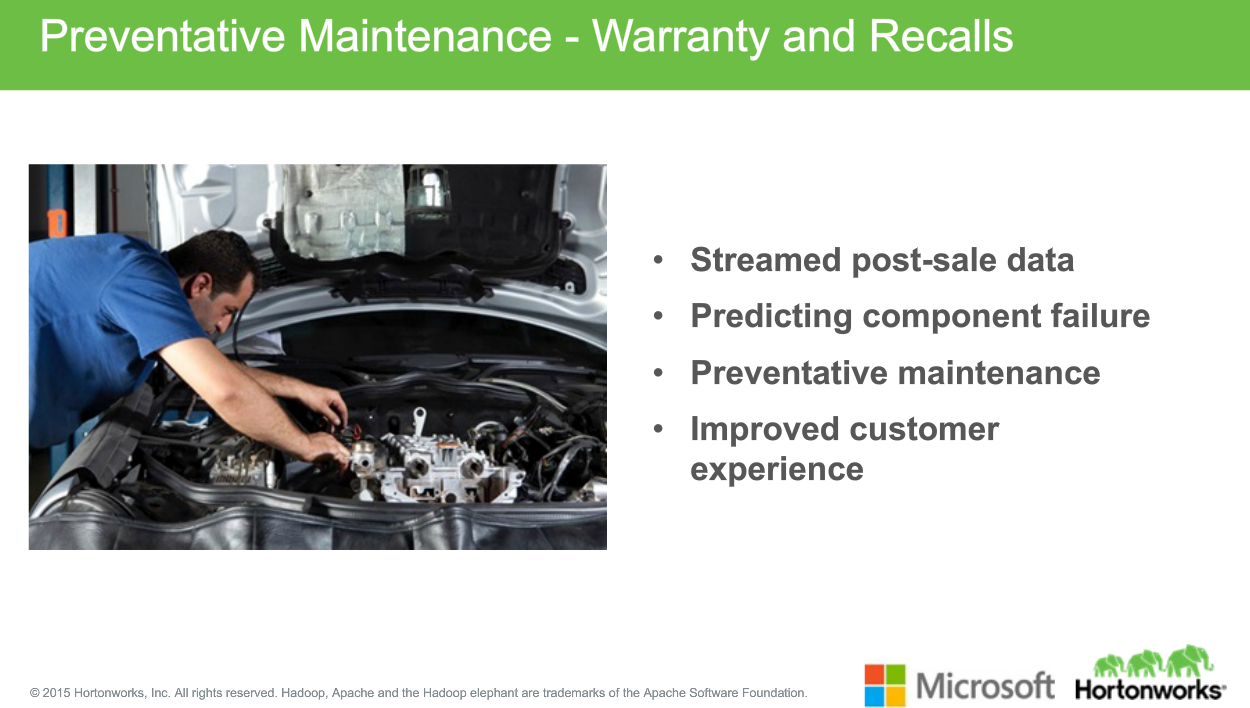 Preventative Maintenance - Warranty and Recalls
• Streamed post-sale data
• Predicting component failure
• Preventative maintenance
• Improved customer
experience
© 2015 Hortonworks, Inc. All rights reserved. Hadoop, Apache and the Hadoop elephant are trademarks of the Apache Software Foundation.
Microsoft
Hortonworks®